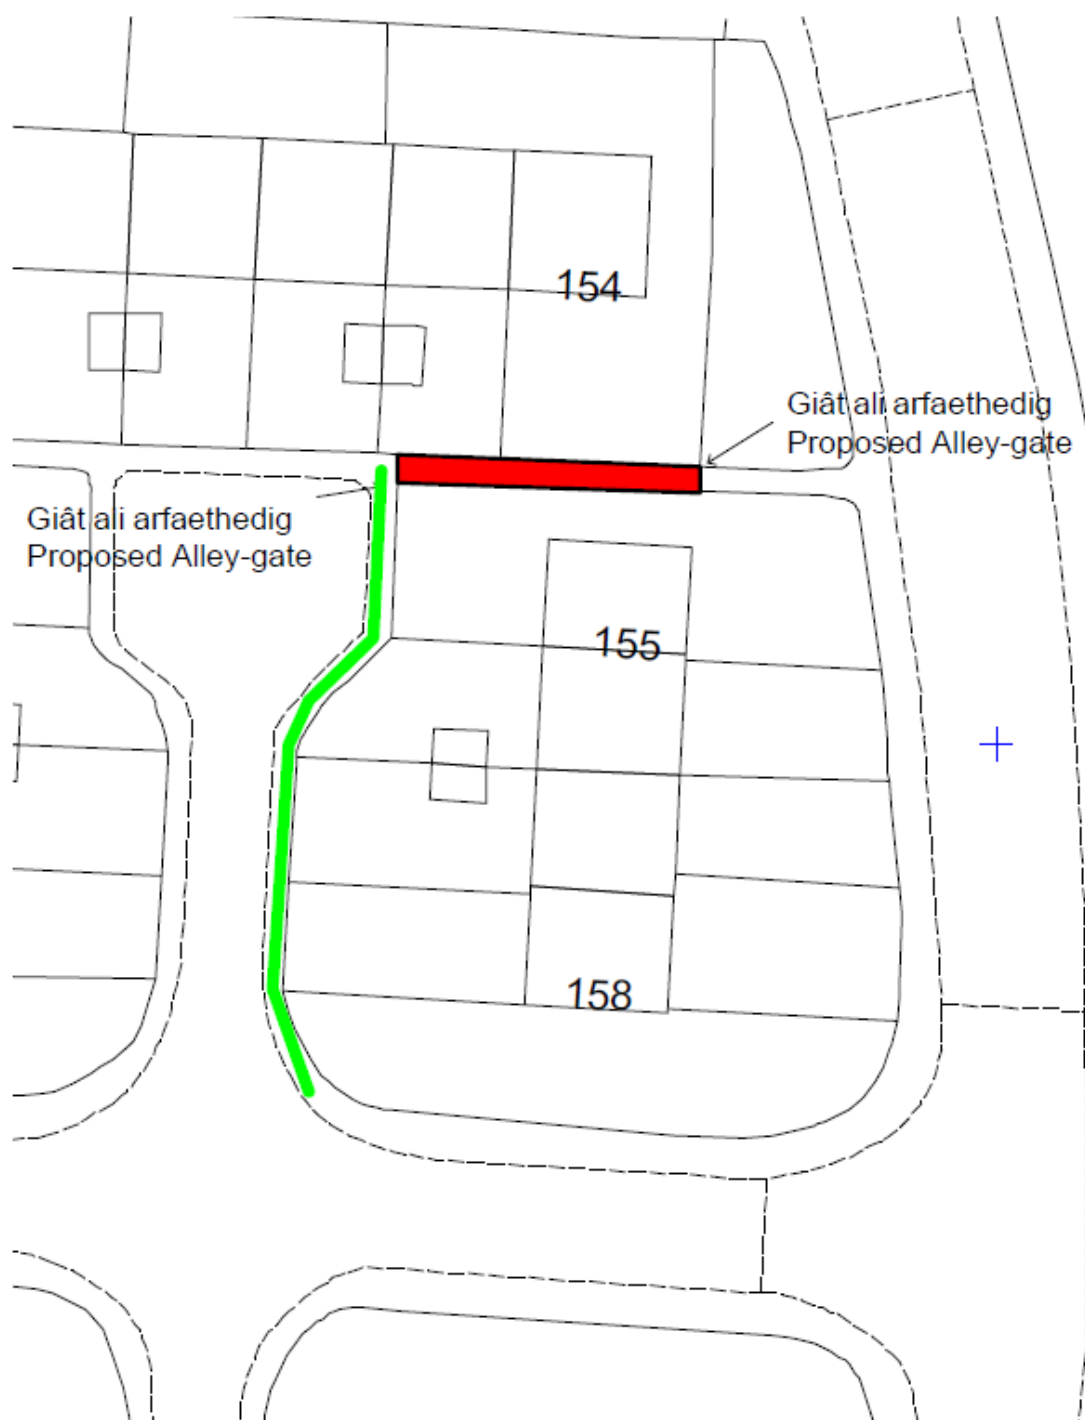 154
Giât ali arfaethedig
Proposed Alley-gate
Giât ali arfaethedig
Proposed Alley-gate
155
158